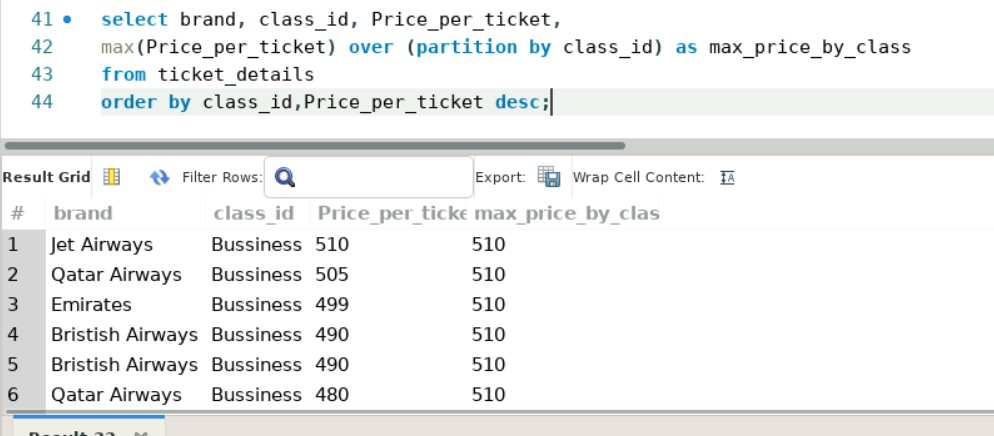 41 select brand, class_id, Price_per_ticket,
42 max(Price_per_ticket) over (partition by class_id) as max_price_by_class
43 from ticket_details
44 order by class_id,Price_per_ticket desc;
Result Grid Filter Rows: Export: Wrap Cell Content: IA
# brand class_id Price_per_ticke max_price_by_clas
1 Jet Airways Bussiness 510 510
2 Qatar Airways Bussiness 505 510
3 Emirates Bussiness 499 510
4 Bristish Airways Bussiness 490 510
5 Bristish Airways Bussiness 490 510
6 Qatar Airways Bussiness 480 510